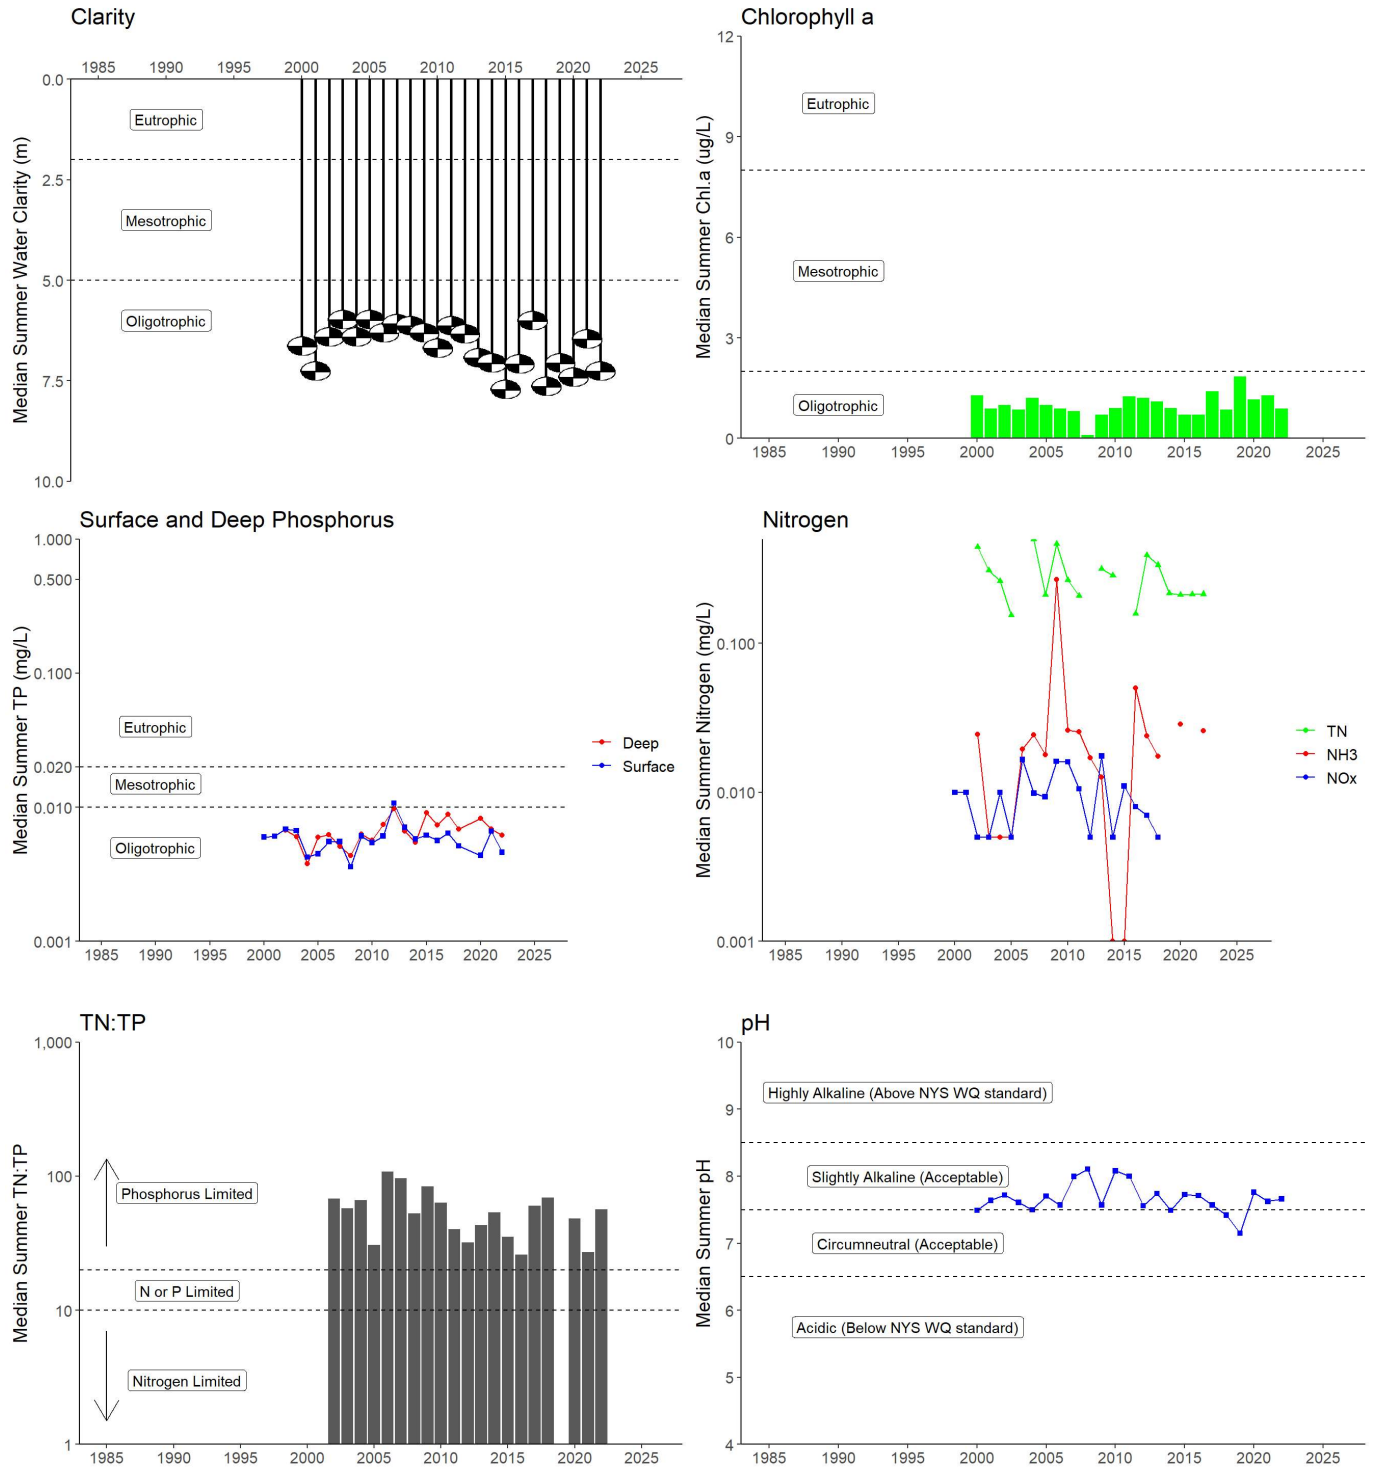 Clarity
1985 1990 1995 2000 2005 2010 2015 2020 2025
Median Summer Water Clarity (m)
0.0
2.5
5.0
7.5
10.0
Eutrophic
Mesotrophic
Oligotrophic
Chlorophyll a
Median Summer Chl.a (ug/L)
12
9
6
3
0
Eutrophic
Mesotrophic
Oligotrophic
1985 1990 1995 2000 2005 2010 2015 2020 2025
Surface and Deep Phosphorus
Median Summer TP (mg/L)
1.000
0.500
0.100
0.020
0.010
0.001
Eutrophic
Mesotrophic
Oligotrophic
Deep
Surface
1985 1990 1995 2000 2005 2010 2015 2020 2025
Nitrogen
Median Summer Nitrogen (mg/L)
0.100
0.010
0.001
TN
NH3
NOx
1985 1990 1995 2000 2005 2010 2015 2020 2025
TN:TP
Median Summer TN:TP
1,000
100
10
1
Phosphorus Limited
N or P Limited
Nitrogen Limited
1985 1990 1995 2000 2005 2010 2015 2020 2025
pH
Median Summer pH
10
9
8
7
6
5
4
Highly Alkaline (Above NYS WQ standard)
Slightly Alkaline (Acceptable)
Circumneutral (Acceptable)
Acidic (Below NYS WQ standard)
1985 1990 1995 2000 2005 2010 2015 2020 2025